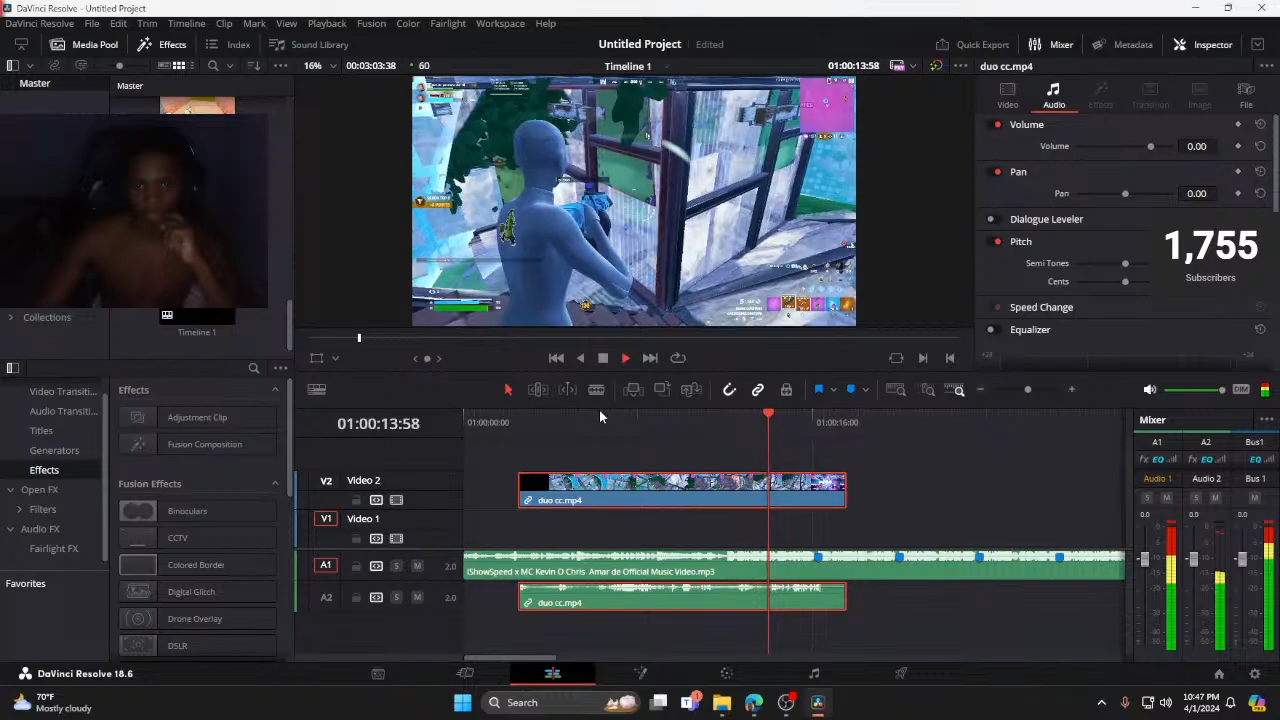 DaVinci Resolve - Untitled Project
DaVinci Resolve File Edit Trim Timeline Clip Mark View Playback Fusion Color Fairlight Workspace Help
Media Pool Effects Index Sound Library Untitled Project Edited Quick Export Mixer Metadata Inspector
16% 00:03:03:38 60 Timeline 1 01:00:13:58 duo cc.mp4
Master Master
Video Audio Effects Transition Image File
Volume
Volume 0.00
Pan
Pan 0.00
Dialogue Leveler
Pitch
Semi Tones
Cents
1,755
Subscribers
Speed Change
Equalizer
+24 +24
Collections
Timeline 1
Video Transiti...
Audio Transiti...
Titles
Generators
Effects
Open FX
Filters
Audio FX
Fairlight FX
Favorites
Effects
Adjustment Clip
Fusion Composition
Fusion Effects
Binoculars
CCTV
Colored Border
Digital Glitch
Drone Overlay
DSLR
DIM
01:00:13:58
01:00:00:00 01:00:16:00
V2 Video 2
duo cc.mp4
V1 Video 1
A1 S M 2.0
IShowSpeed x MC Kevin O Chris Amar de Official Music Video.mp3
A2 S M 2.0
duo cc.mp4
Mixer
A1 A2 Bus1
fx EQ fx EQ fx EQ
Audio 1 Audio 2 Bus 1
S M S M M
0.0 0.0 0.0
DaVinci Resolve 18.6
70°F
Mostly cloudy
Search
10:47 PM
4/1/2024